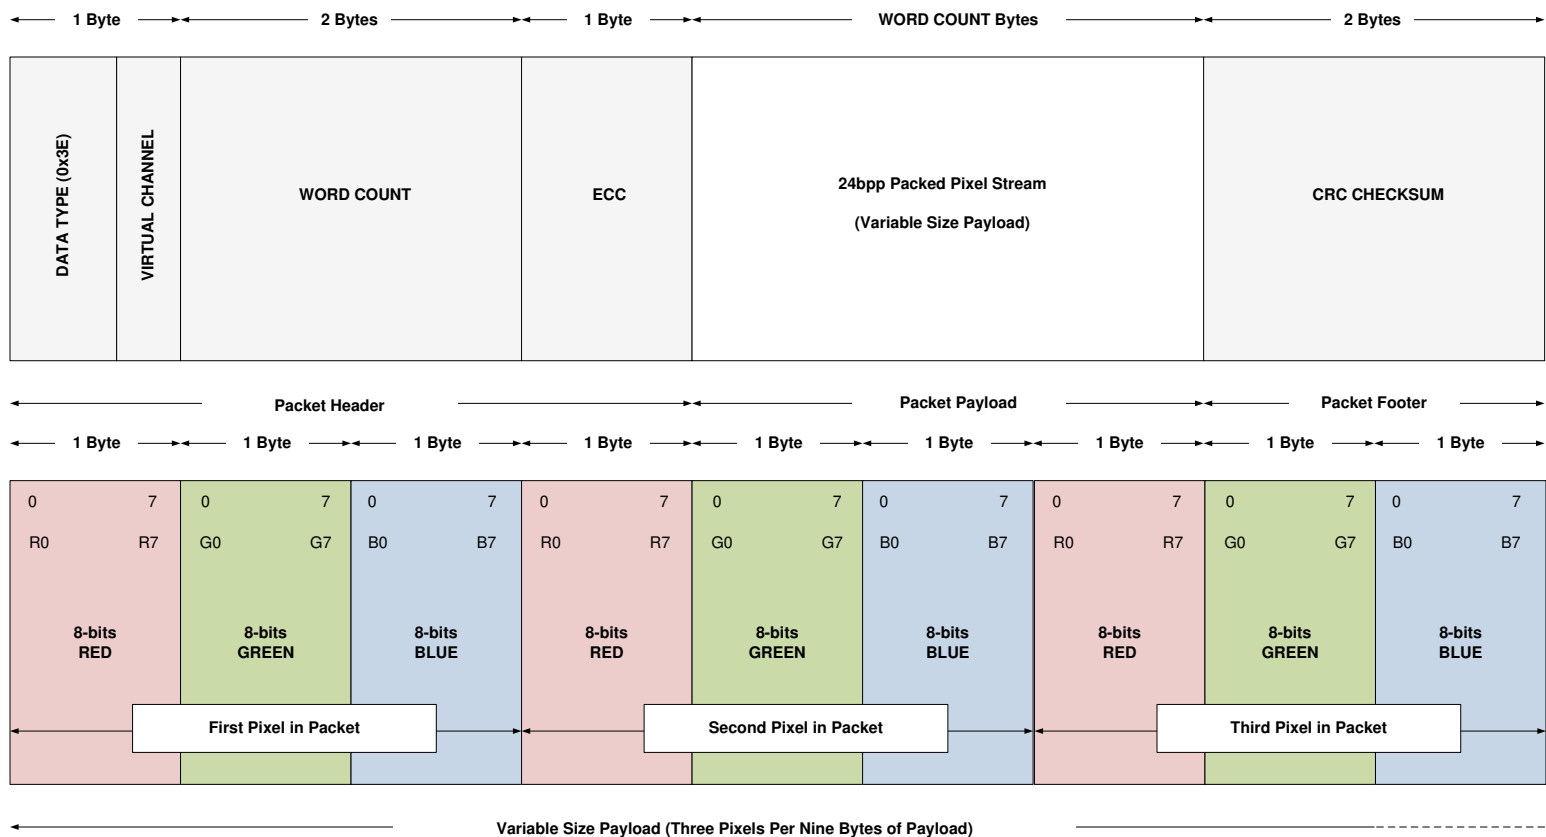 1 Byte 2 Bytes 1 Byte WORD COUNT Bytes 2 Bytes
DATA TYPE (0x3E)
VIRTUAL CHANNEL
WORD COUNT
ECC
24bpp Packed Pixel Stream
(Variable Size Payload)
CRC CHECKSUM
Packet Header Packet Payload Packet Footer
1 Byte 1 Byte 1 Byte 1 Byte 1 Byte 1 Byte 1 Byte 1 Byte 1 Byte
0 7 0 7 0 7 0 7 0 7 0 7 0 7 0 7 0 7
R0 R7 G0 G7 B0 B7 R0 R7 G0 G7 B0 B7 R0 R7 G0 G7 B0 B7
8-bits 8-bits 8-bits 8-bits 8-bits 8-bits 8-bits 8-bits 8-bits
RED GREEN BLUE RED GREEN BLUE RED GREEN BLUE
First Pixel in Packet Second Pixel in Packet Third Pixel in Packet
Variable Size Payload (Three Pixels Per Nine Bytes of Payload)